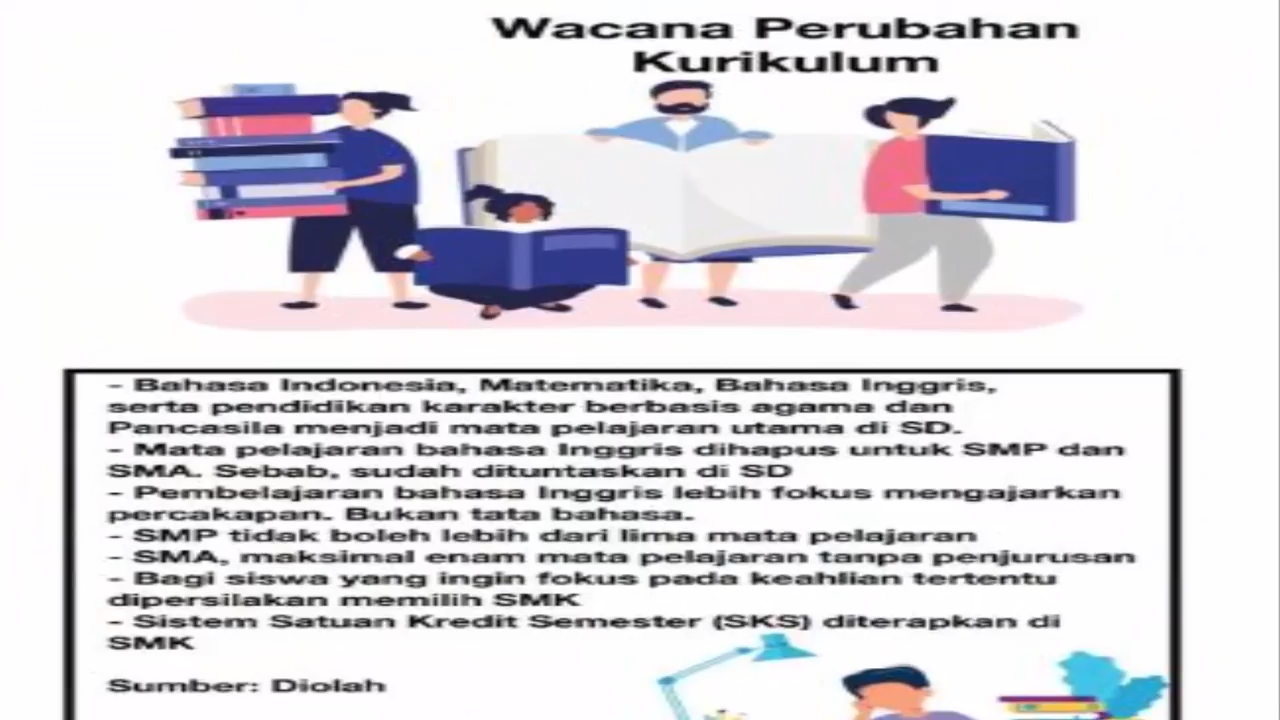 Wacana Perubahan
Kurikulum
- Bahasa Indonesia, Matematika, Bahasa Inggris,
serta pendidikan karakter berbasis agama dan
Pancasila menjadi mata pelajaran utama di SD.
- Mata pelajaran bahasa Inggris dihapus untuk SMP dan
SMA. Sebab, sudah dituntaskan di SD
- Pembelajaran bahasa Inggris lebih fokus mengajarkan
percakapan. Bukan tata bahasa.
- SMP tidak boleh lebih dari lima mata pelajaran
- SMA, maksimal enam mata pelajaran tanpa penjurusan
- Bagi siswa yang ingin fokus pada keahlian tertentu
dipersilakan memilih SMK
- Sistem Satuan Kredit Semester (SKS) diterapkan di
SMK
Sumber: Diolah